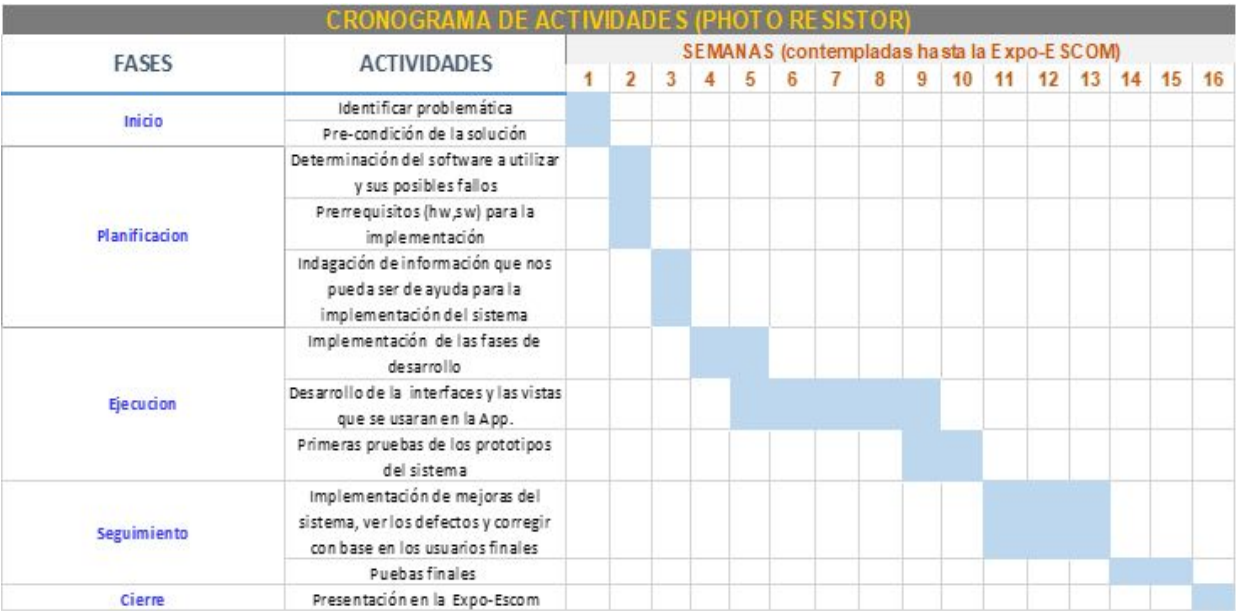 CRONOGRAMA DE ACTIVIDADES (PHOTO RESISTOR)
FASES
ACTIVIDADES
SEMANAS (contempladas hasta la Expo-ESCOM)
1 2 3 4 5 6 7 8 9 10 11 12 13 14 15 16
Inicio
Identificar problemática
Pre-condición de la solución
Planificacion
Determinación del software a utilizar
y sus posibles fallos
Prerrequisitos (hw,sw) para la
implementación
Indagación de información que nos
pueda ser de ayuda para la
implementación del sistema
Ejecucion
Implementación de las fases de
desarrollo
Desarrollo de la interfaces y las vistas
que se usaran en la App.
Primeras pruebas de los prototipos
del sistema
Seguimiento
Implementación de mejoras del
sistema, ver los defectos y corregir
con base en los usuarios finales
Puebas finales
Cierre
Presentación en la Expo-Escom